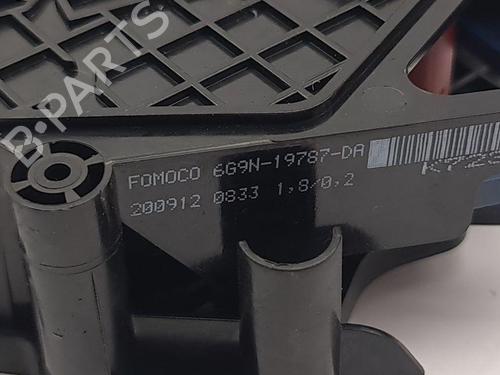 B-PARTS
FOMOCO 6G9N-19787-DA
200912 0833 1,8/0,2